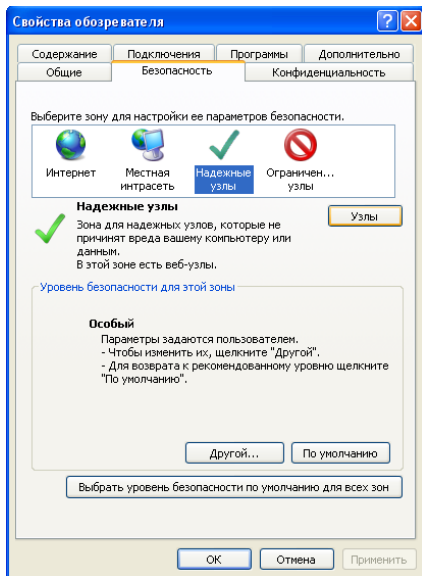 Свойства обозревателя
Содержание Подключения Программы Дополнительно
Общие Безопасность Конфиденциальность
Выберите зону для настройки ее параметров безопасности.
Интернет Местная интрасеть Надежные узлы Ограничен... узлы
Надежные узлы
Узлы
Зона для надежных узлов, которые не
причинят вреда вашему компьютеру или
данным.
В этой зоне есть веб-узлы.
Уровень безопасности для этой зоны
Особый
Параметры задаются пользователем.
- Чтобы изменить их, щелкните "Другой".
- Для возврата к рекомендованному уровню щелкните
"По умолчанию".
Другой... По умолчанию
Выбрать уровень безопасности по умолчанию для всех зон
OK Отмена Применить